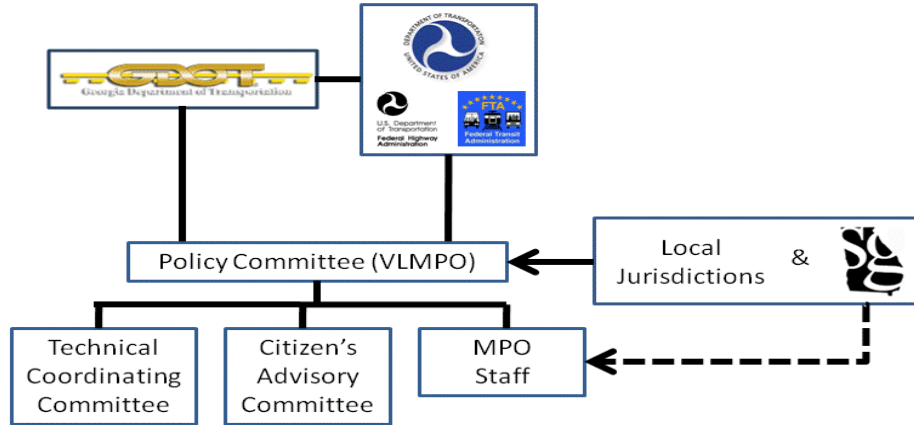 GDOT
Georgia Department of Transportation
DEPARTMENT OF TRANSPORTATION
UNITED STATES OF AMERICA
U.S. Department
of Transportation
Federal Highway
Administration
FTA
Federal Transit
Administration
Policy Committee (VLMPO)
Local
Jurisdictions
&
Technical
Coordinating
Committee
Citizen’s
Advisory
Committee
MPO
Staff